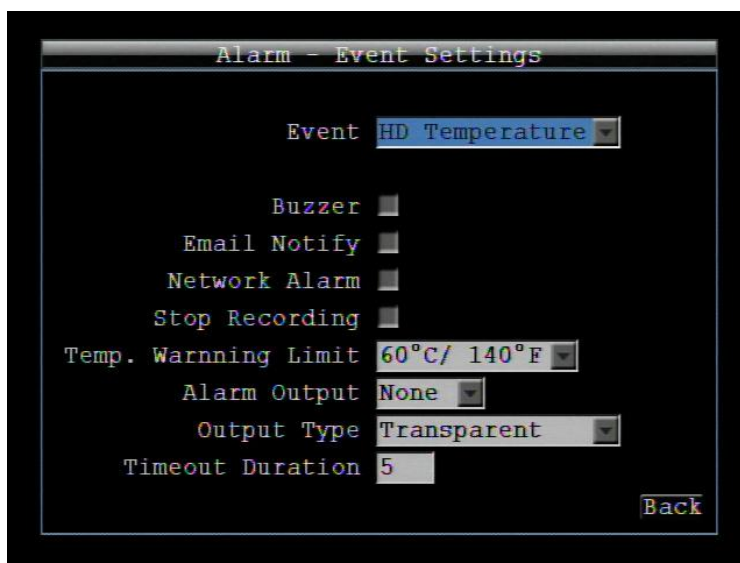 Alarm - Event Settings
Event HD Temperature
Buzzer
Email Notify
Network Alarm
Stop Recording
Temp. Warnning Limit 60°C/ 140°F
Alarm Output None
Output Type Transparent
Timeout Duration 5
Back